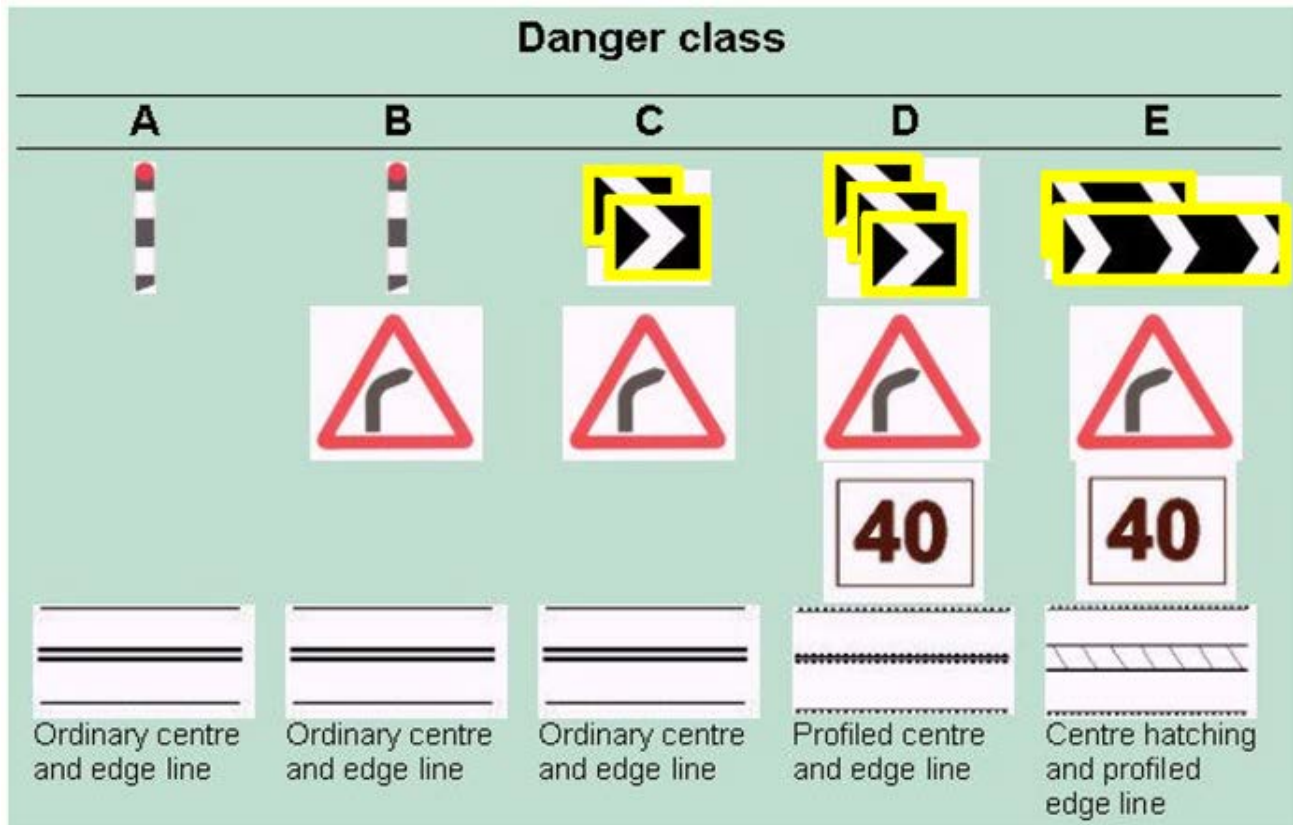 Danger class
A B C D E
40 40
Ordinary centre and edge line
Ordinary centre and edge line
Ordinary centre and edge line
Profiled centre and edge line
Centre hatching and profiled edge line